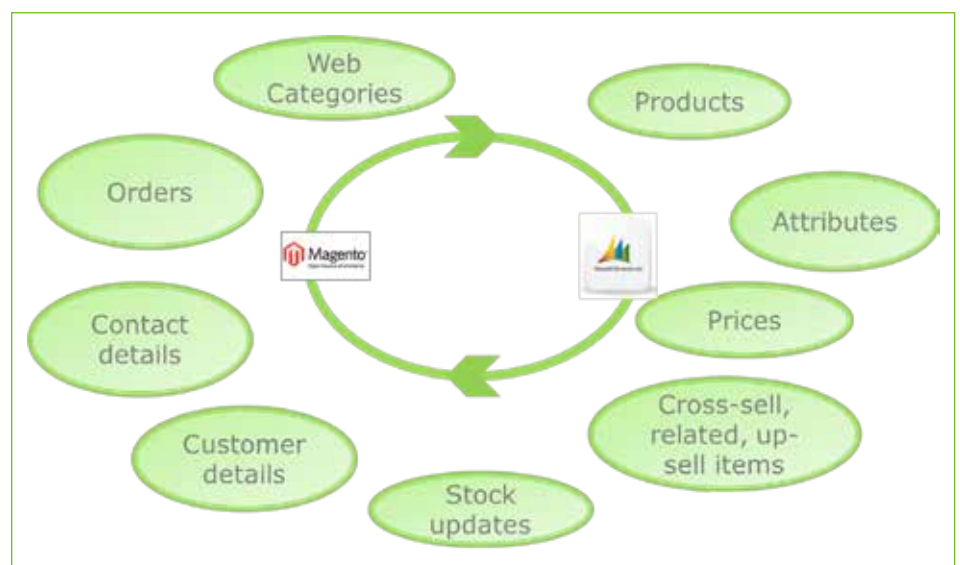 Web
Categories
Products
Orders
Attributes
Magento
Contact
details
Prices
Cross-sell,
related, up-
sell items
Customer
details
Stock
updates